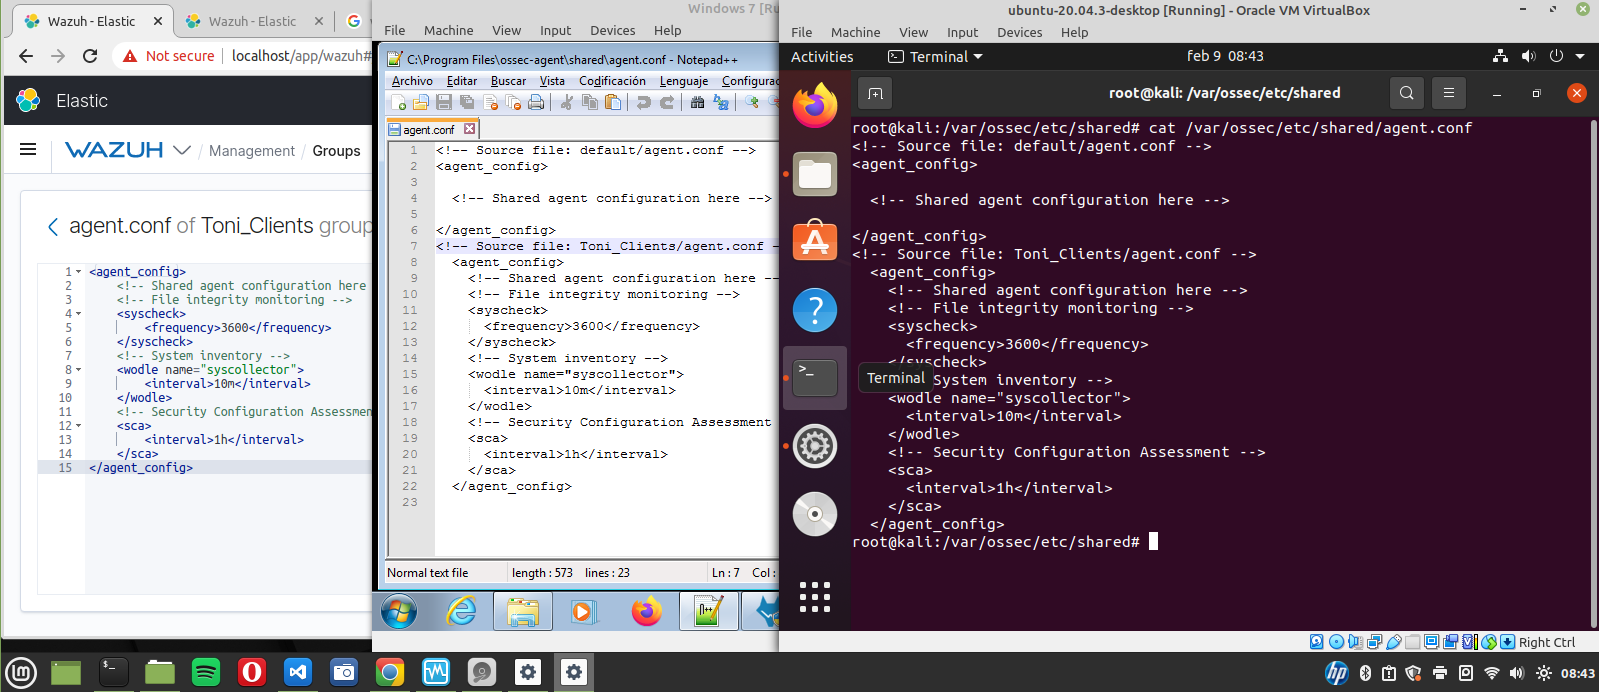 Wazuh - Elastic
Wazuh - Elastic
Not secure
localhost/app/wazuh#
Elastic
WAZUH
/ Management / Groups
agent.conf of Toni_Clients group
1 <agent_config>
2 <!-- Shared agent configuration here
3 <!-- File integrity monitoring -->
4 <syscheck>
5 <frequency>3600</frequency>
6 </syscheck>
7 <!-- System inventory -->
8 <wodle name="syscollector">
9 <interval>10m</interval>
10 </wodle>
11 <!-- Security Configuration Assessment
12 <sca>
13 <interval>1h</interval>
14 </sca>
15 </agent_config>
Windows 7 [Ru
File Machine View Input Devices Help
C:\Program Files\ossec-agent\shared\agent.conf - Notepad++
Archivo Editar Buscar Vista Codificación Lenguaje Configurac
agent.conf
1 <!-- Source file: default/agent.conf -->
2 <agent_config>
3
4 <!-- Shared agent configuration here -->
5
6 </agent_config>
7 <!-- Source file: Toni_Clients/agent.conf -
8 <agent_config>
9 <!-- Shared agent configuration here --
10 <!-- File integrity monitoring -->
11 <syscheck>
12 <frequency>3600</frequency>
13 </syscheck>
14 <!-- System inventory -->
15 <wodle name="syscollector">
16 <interval>10m</interval>
17 </wodle>
18 <!-- Security Configuration Assessment
19 <sca>
20 <interval>1h</interval>
21 </sca>
22 </agent_config>
23
Normal text file length : 573 lines : 23 Ln : 7 Col :
ubuntu-20.04.3-desktop [Running] - Oracle VM VirtualBox
File Machine View Input Devices Help
Activities Terminal feb 9 08:43
root@kali: /var/ossec/etc/shared
root@kali:/var/ossec/etc/shared# cat /var/ossec/etc/shared/agent.conf
<!-- Source file: default/agent.conf -->
<agent_config>
<!-- Shared agent configuration here -->
</agent_config>
<!-- Source file: Toni_Clients/agent.conf -->
<agent_config>
<!-- Shared agent configuration here -->
<!-- File integrity monitoring -->
<syscheck>
<frequency>3600</frequency>
</syscheck>
Terminal
System inventory -->
<wodle name="syscollector">
<interval>10m</interval>
</wodle>
<!-- Security Configuration Assessment -->
<sca>
<interval>1h</interval>
</sca>
</agent_config>
root@kali:/var/ossec/etc/shared#
Right Ctrl
08:43